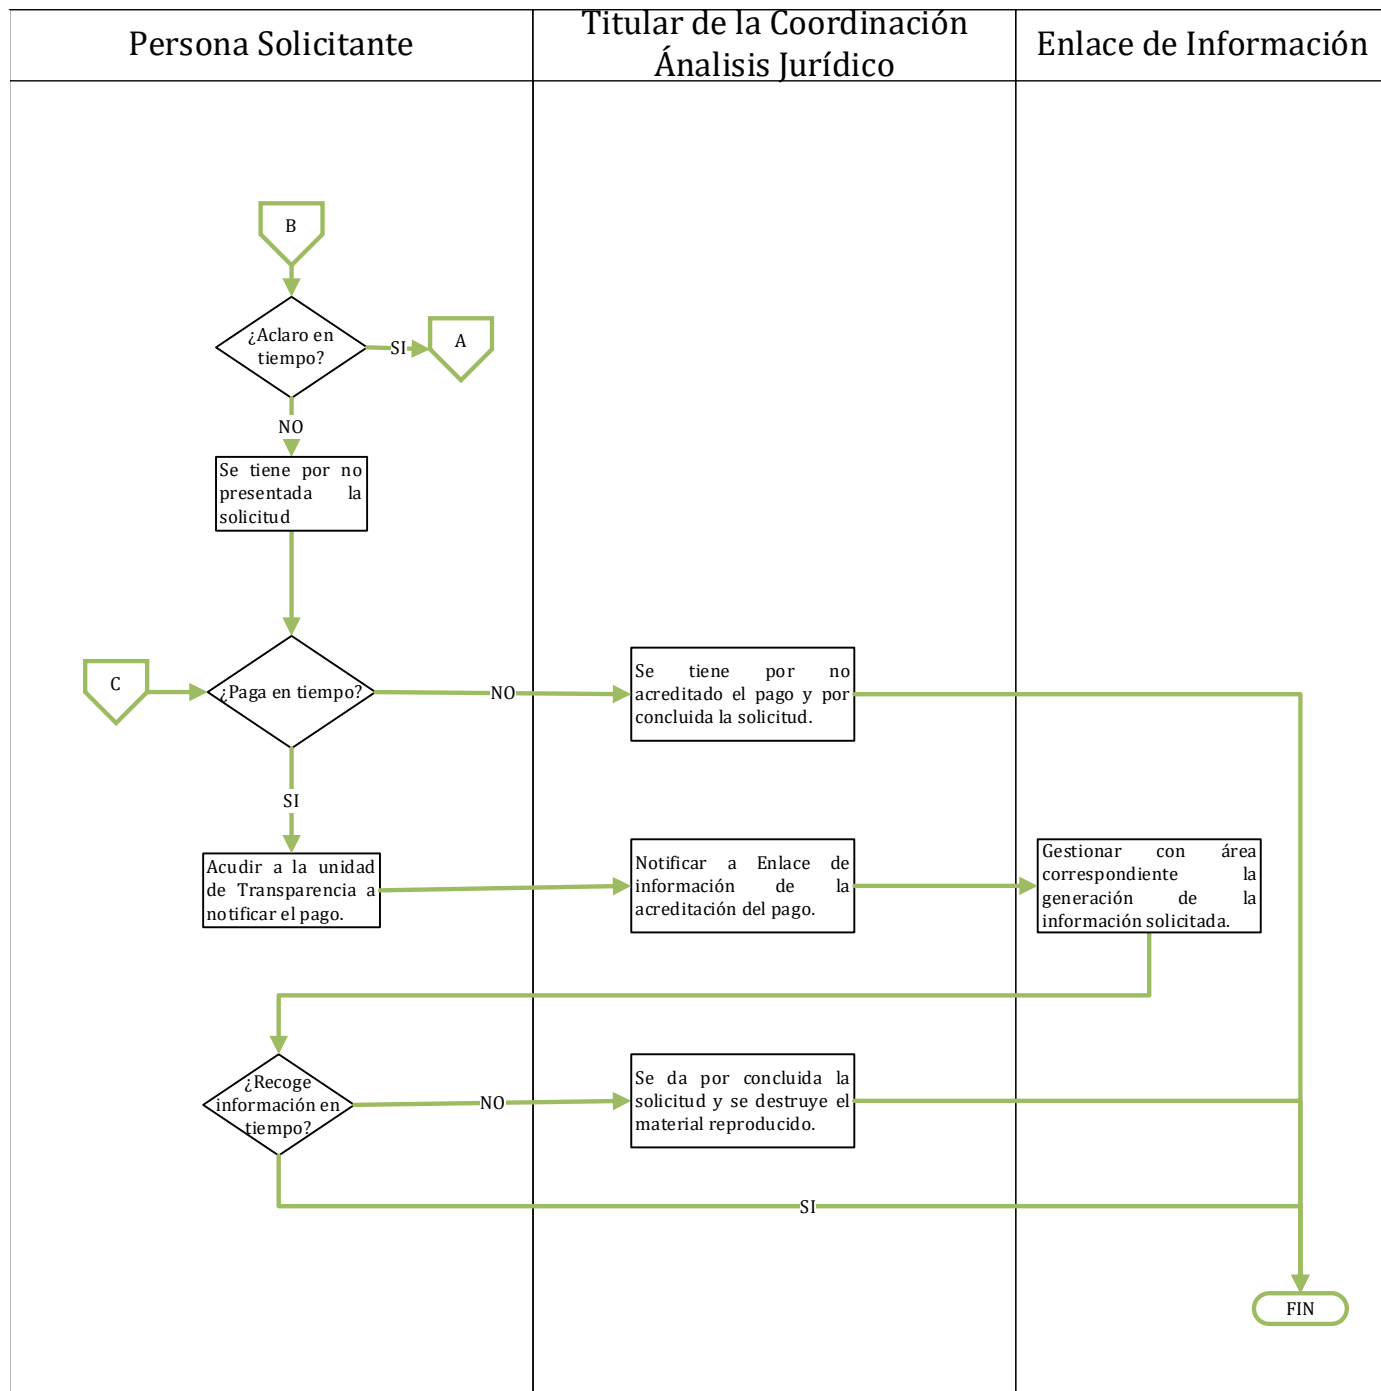 Persona Solicitante
Titular de la Coordinación
Ánalisis Jurídico
Enlace de Información
B
¿Aclaro en
tiempo?
SI
A
NO
Se tiene por no
presentada la
solicitud
C
¿Paga en tiempo?
NO
Se tiene por no
acreditado el pago y por
concluida la solicitud.
SI
Acudir a la unidad
de Transparencia a
notificar el pago.
Notificar a Enlace de
información de la
acreditación del pago.
Gestionar con área
correspondiente la
generación de la
información solicitada.
¿Recoge
información en
tiempo?
NO
Se da por concluida la
solicitud y se destruye el
material reproducido.
SI
FIN